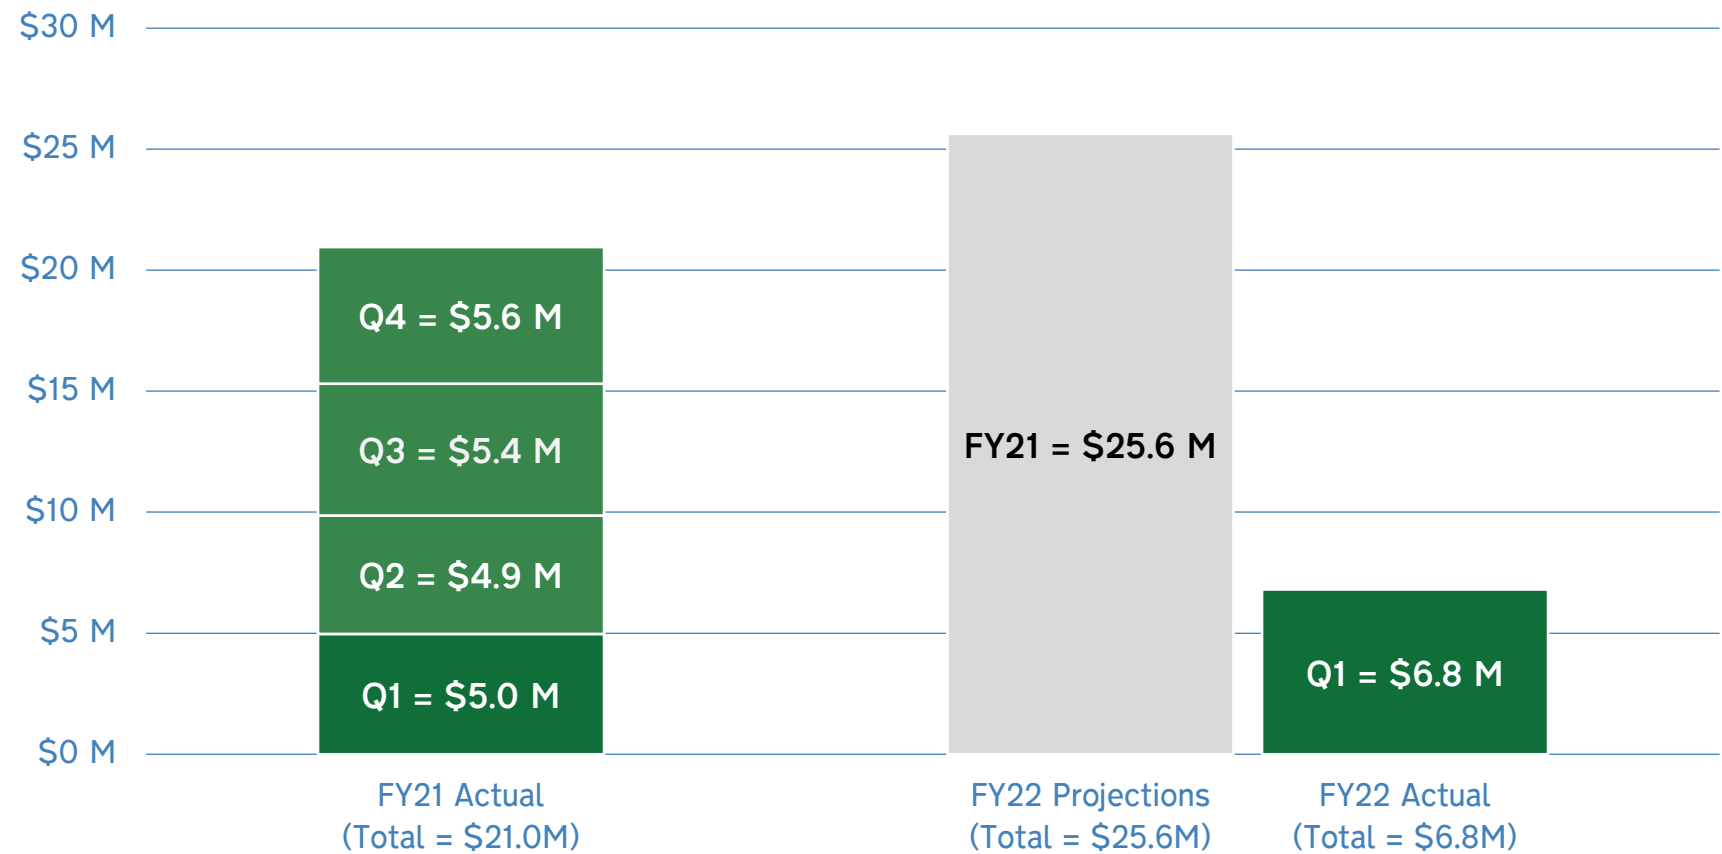 $30 M
$25 M
$20 M
$15 M
$10 M
$5 M
$0 M
Q4 = $5.6 M
Q3 = $5.4 M
Q2 = $4.9 M
Q1 = $5.0 M
FY21 = $25.6 M
Q1 = $6.8 M
FY21 Actual
(Total = $21.0M)
FY22 Projections
(Total = $25.6M)
FY22 Actual
(Total = $6.8M)